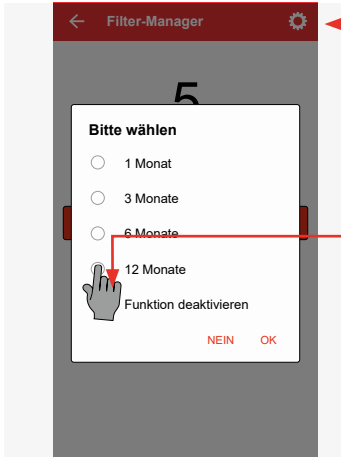 Filter-Manager
5
Bitte wählen
1 Monat
3 Monate
6 Monate
12 Monate
Funktion deaktivieren
NEIN OK